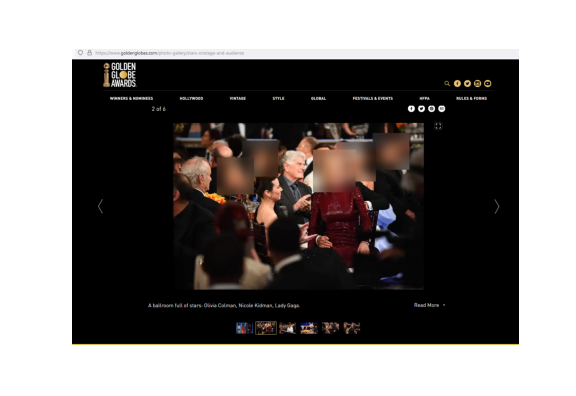 https://www.goldenglobes.com/photo-gallery/stars-onstage-and-audience
GOLDEN
GLOBE
AWARDS.
WINNERS & NOMINEES HOLLYWOOD VINTAGE STYLE GLOBAL FESTIVALS & EVENTS HFPA RULES & FORMS
2 of 6
A ballroom full of stars: Olivia Colman, Nicole Kidman, Lady Gaga.
Read More